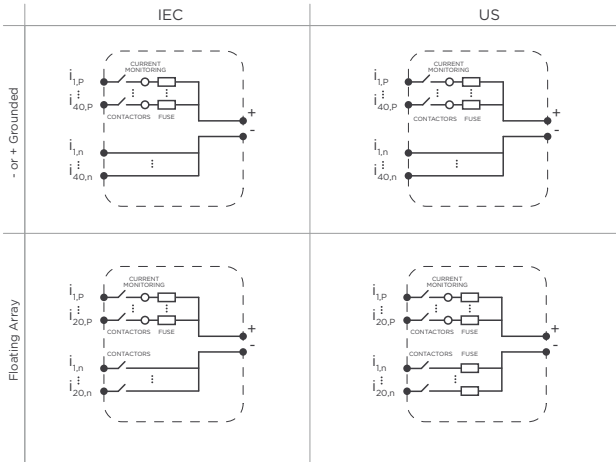 IEC
US
- or + Grounded
CURRENT
MONITORING
i1,P
⋮
i40,P
CONTACTORS FUSE
+
-
i1,n
⋮
i40,n
CURRENT
MONITORING
i1,P
⋮
i40,P
CONTACTORS FUSE
+
-
i1,n
⋮
i40,n
Floating Array
CURRENT
MONITORING
i1,P
⋮
i20,P
CONTACTORS FUSE
+
-
CONTACTORS
i1,n
⋮
i20,n
CURRENT
MONITORING
i1,P
⋮
i20,P
CONTACTORS FUSE
+
-
CONTACTORS FUSE
i1,n
⋮
i20,n